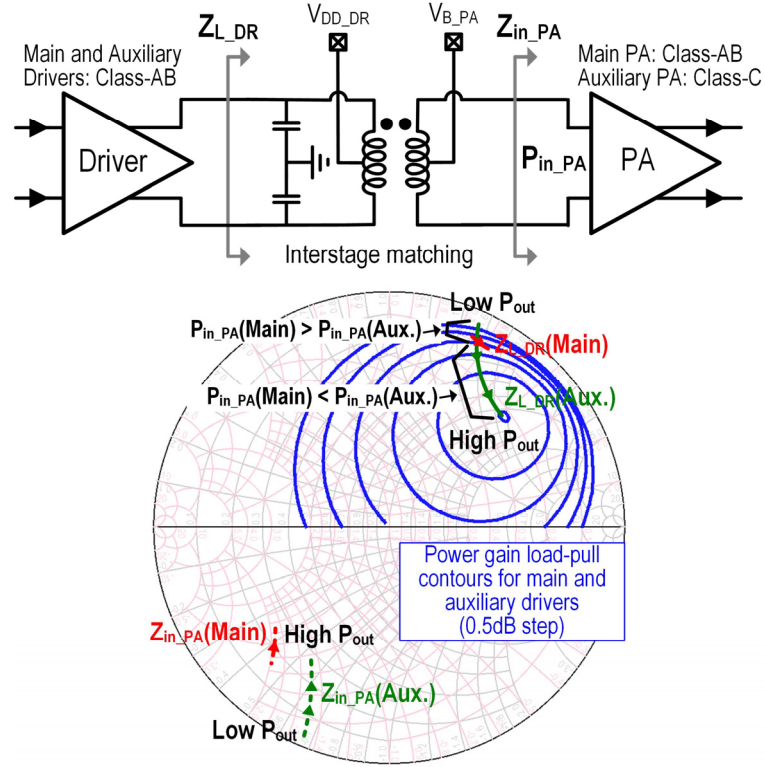 Z_L_DR
V_DD_DR
V_B_PA
Z_in_PA
Main and Auxiliary
Drivers: Class-AB
Main PA: Class-AB
Auxiliary PA: Class-C
Driver
P_in_PA
PA
Interstage matching
Low P_out
P_in_PA(Main) > P_in_PA(Aux.)
Z_L_DR(Main)
P_in_PA(Main) < P_in_PA(Aux.)
Z_L_DR(Aux.)
High P_out
Power gain load-pull
contours for main and
auxiliary drivers
(0.5dB step)
Z_in_PA(Main)
High P_out
Z_in_PA(Aux.)
Low P_out